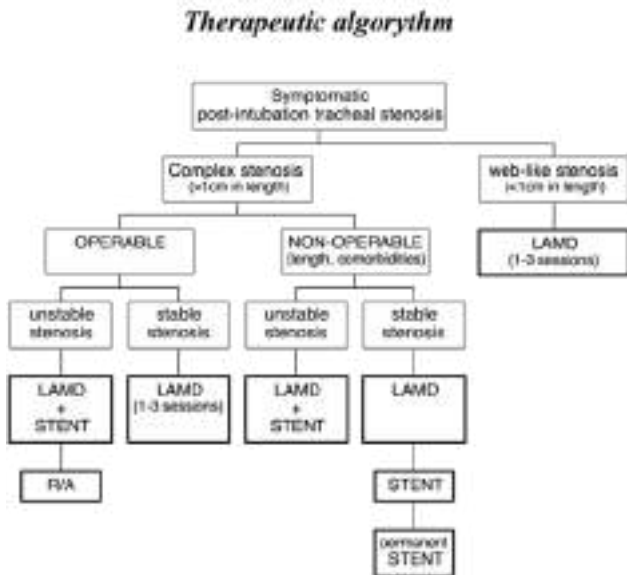 Therapeutic algorythm
Symptomatic
post-intubation tracheal stenosis
Complex stenosis
(>1cm in length)
web-like stenosis
(<1cm in length)
OPERABLE
NON-OPERABLE
(length, comorbidities)
LAMD
(1-3 sessions)
unstable
stenosis
stable
stenosis
unstable
stenosis
stable
stenosis
LAMD
+
STENT
LAMD
(1-3 sessions)
LAMD
+
STENT
LAMD
R/A
STENT
permanent
STENT